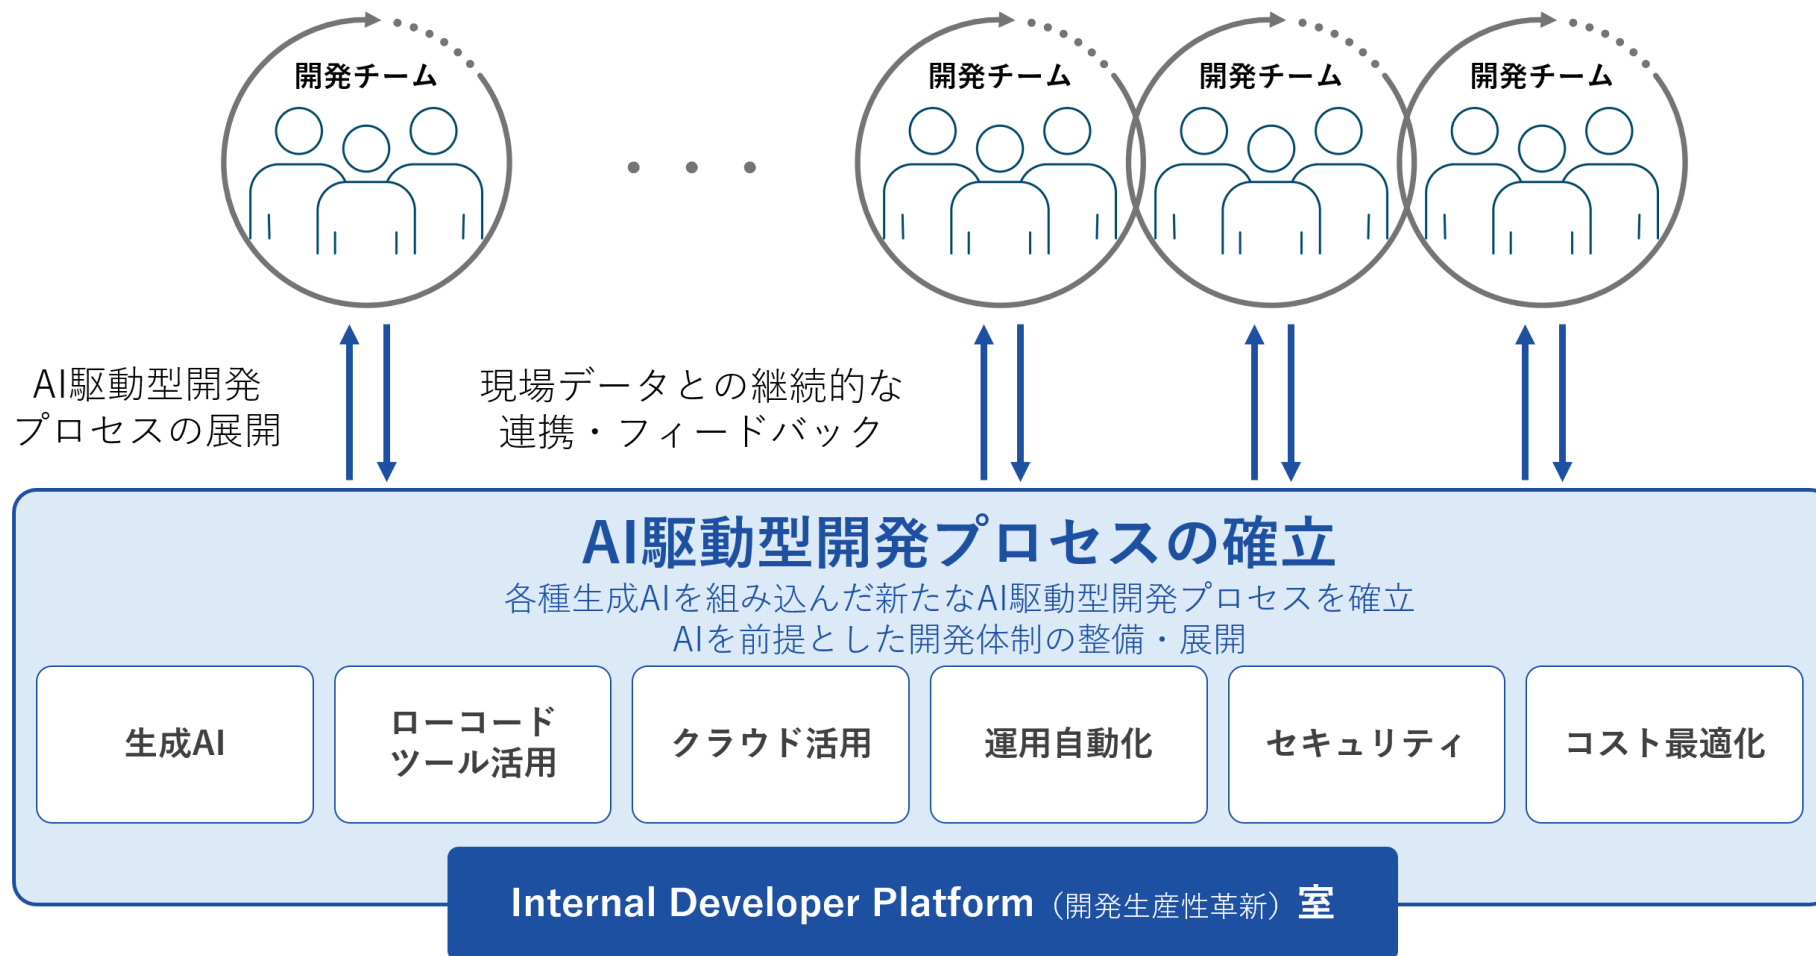 開発チーム
開発チーム
開発チーム
開発チーム
AI駆動型開発
プロセスの展開
現場データとの継続的な
連携・フィードバック
AI駆動型開発プロセスの確立
各種生成AIを組み込んだ新たなAI駆動型開発プロセスを確立
AIを前提とした開発体制の整備・展開
生成AI
ローコード
ツール活用
クラウド活用
運用自動化
セキュリティ
コスト最適化
Internal Developer Platform（開発生産性革新）室